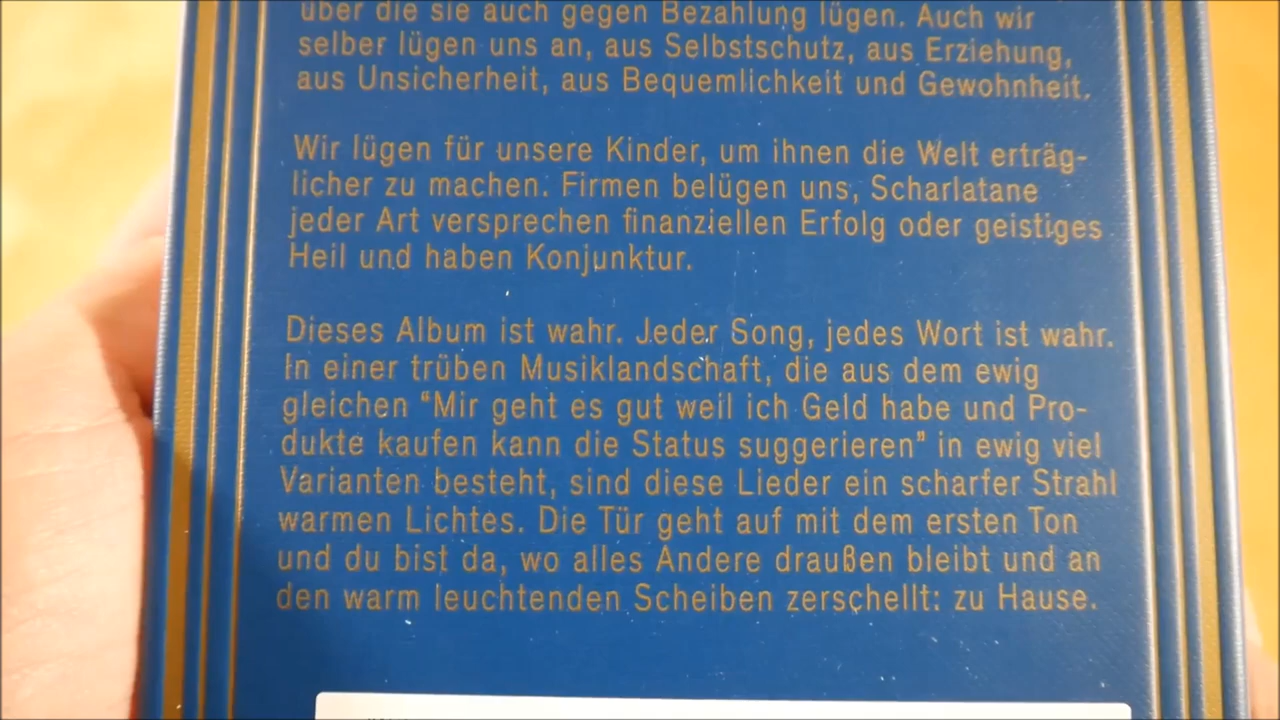 über die sie auch gegen Bezahlung lügen. Auch wir
selber lügen uns an, aus Selbstschutz, aus Erziehung,
aus Unsicherheit, aus Bequemlichkeit und Gewohnheit.
Wir lügen für unsere Kinder, um ihnen die Welt erträg-
licher zu machen. Firmen belügen uns, Scharlatane
jeder Art versprechen finanziellen Erfolg oder geistiges
Heil und haben Konjunktur.
Dieses Album ist wahr. Jeder Song, jedes Wort ist wahr.
In einer trüben Musiklandschaft, die aus dem ewig
gleichen “Mir geht es gut weil ich Geld habe und Pro-
dukte kaufen kann die Status suggerieren” in ewig viel
Varianten besteht, sind diese Lieder ein scharfer Strahl
warmen Lichtes. Die Tür geht auf mit dem ersten Ton
und du bist da, wo alles Andere draußen bleibt und an
den warm leuchtenden Scheiben zerschellt: zu Hause.